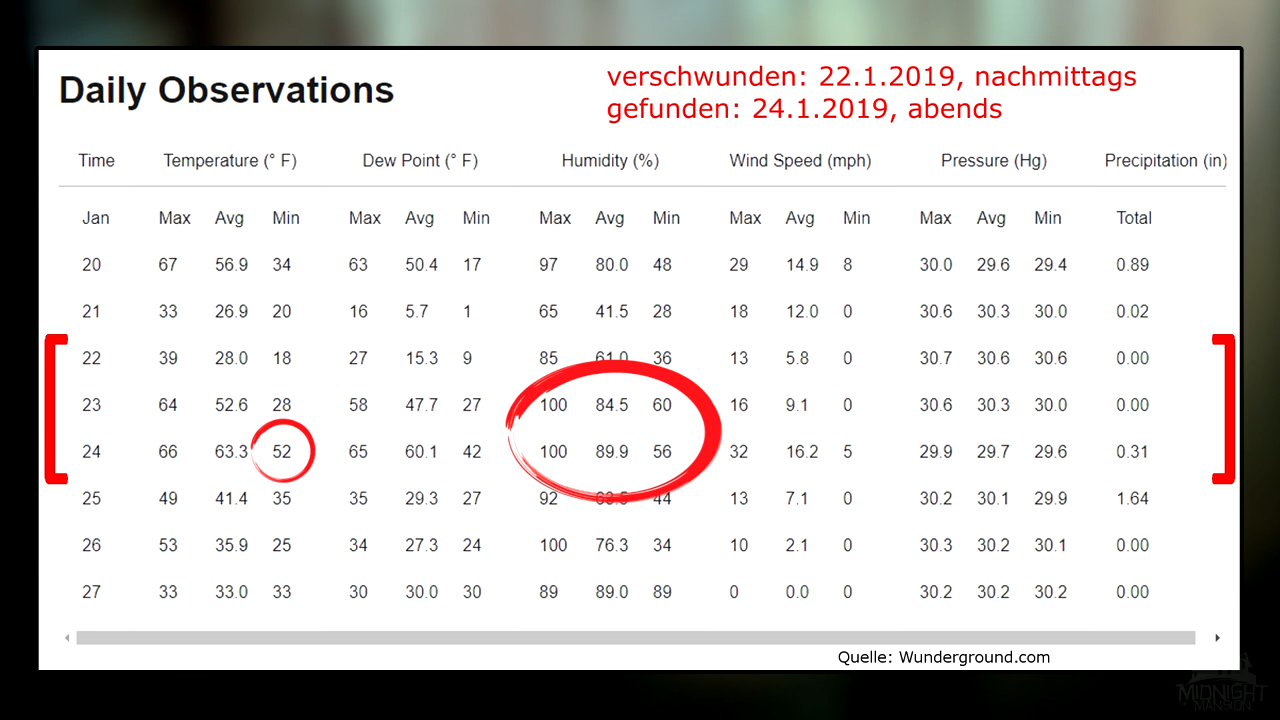 Daily Observations
verschwunden: 22.1.2019, nachmittags
gefunden: 24.1.2019, abends
Time Temperature (° F) Dew Point (° F) Humidity (%) Wind Speed (mph) Pressure (Hg) Precipitation (in)
Jan Max Avg Min Max Avg Min Max Avg Min Max Avg Min Max Avg Min Total
20 67 56.9 34 63 50.4 17 97 80.0 48 29 14.9 8 30.0 29.6 29.4 0.89
21 33 26.9 20 16 5.7 1 65 41.5 28 18 12.0 0 30.6 30.3 30.0 0.02
22 39 28.0 18 27 15.3 9 85 61.0 36 13 5.8 0 30.7 30.6 30.6 0.00
23 64 52.6 28 58 47.7 27 100 84.5 60 16 9.1 0 30.6 30.3 30.0 0.00
24 66 63.3 52 65 60.1 42 100 89.9 56 32 16.2 5 29.9 29.7 29.6 0.31
25 49 41.4 35 35 29.3 27 92 63.5 44 13 7.1 0 30.2 30.1 29.9 1.64
26 53 35.9 25 34 27.3 24 100 76.3 34 10 2.1 0 30.3 30.2 30.1 0.00
27 33 33.0 33 30 30.0 30 89 89.0 89 0 0.0 0 30.2 30.2 30.2 0.00
Quelle: Wunderground.com
MIDNIGHT
MANSION